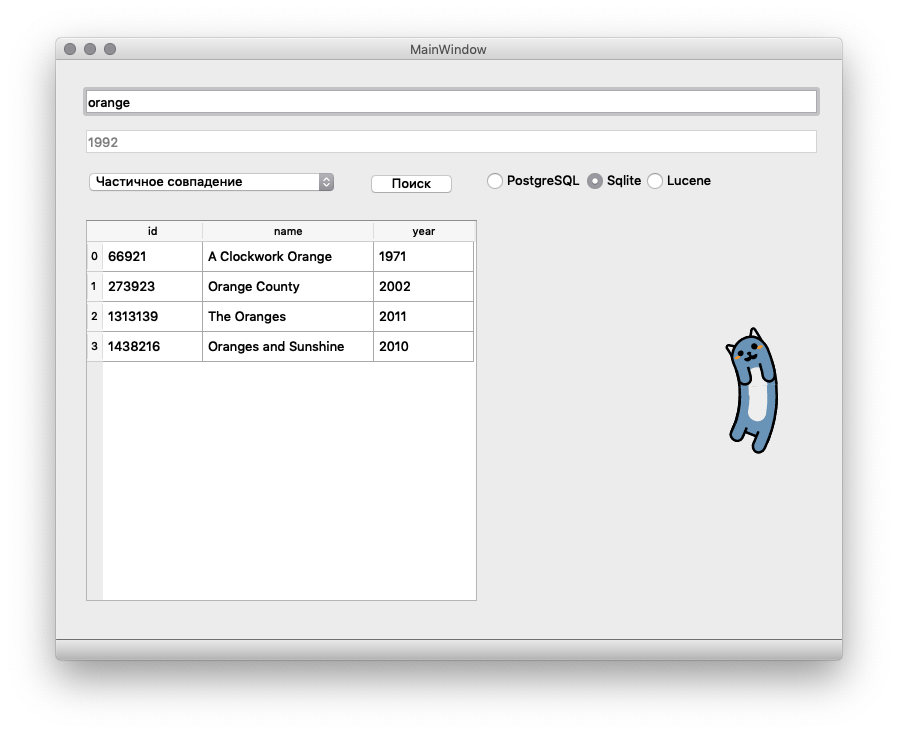 MainWindow
orange
1992
Частичное совпадение Поиск PostgreSQL Sqlite Lucene
id name year
0 66921 A Clockwork Orange 1971
1 273923 Orange County 2002
2 1313139 The Oranges 2011
3 1438216 Oranges and Sunshine 2010